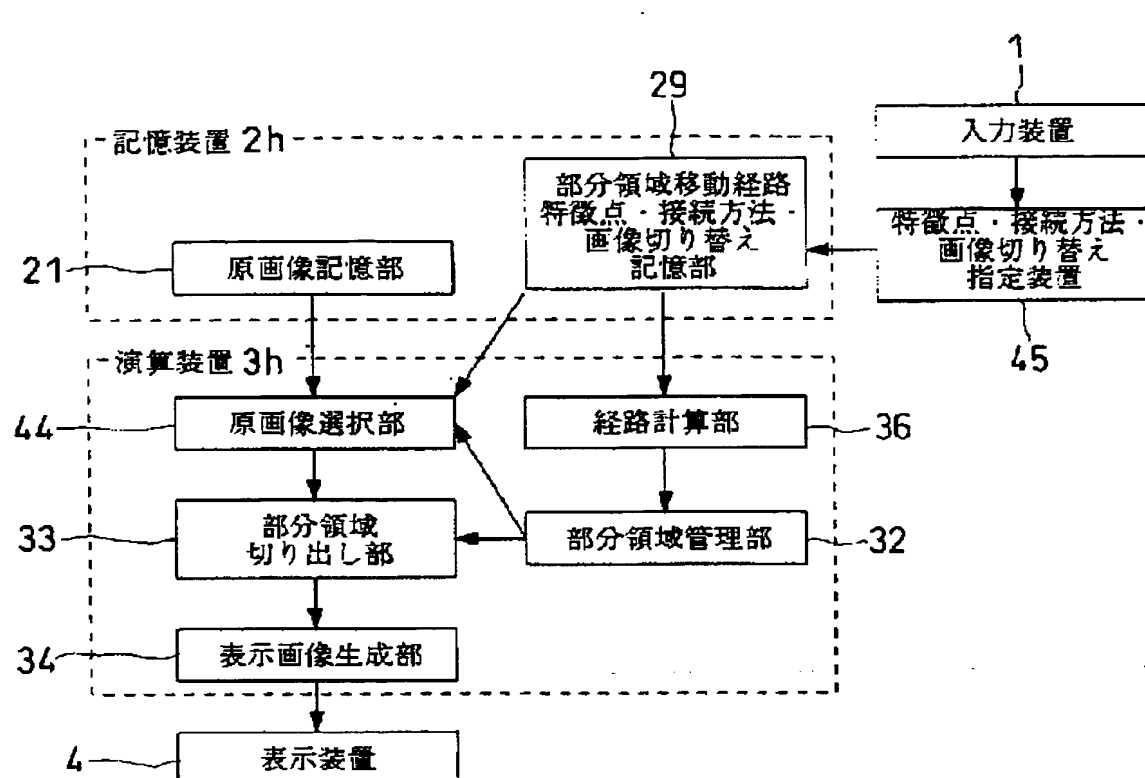 1
入力装置
29
記憶装置 2h
部分領域移動経路
特徴点・接続方法・
画像切り替え
記憶部
特徴点・接続方法・
画像切り替え
指定装置
21
原画像記憶部
45
演算装置 3h
44
原画像選択部
経路計算部
36
33
部分領域
切り出し部
部分領域管理部
32
34
表示画像生成部
4
表示装置